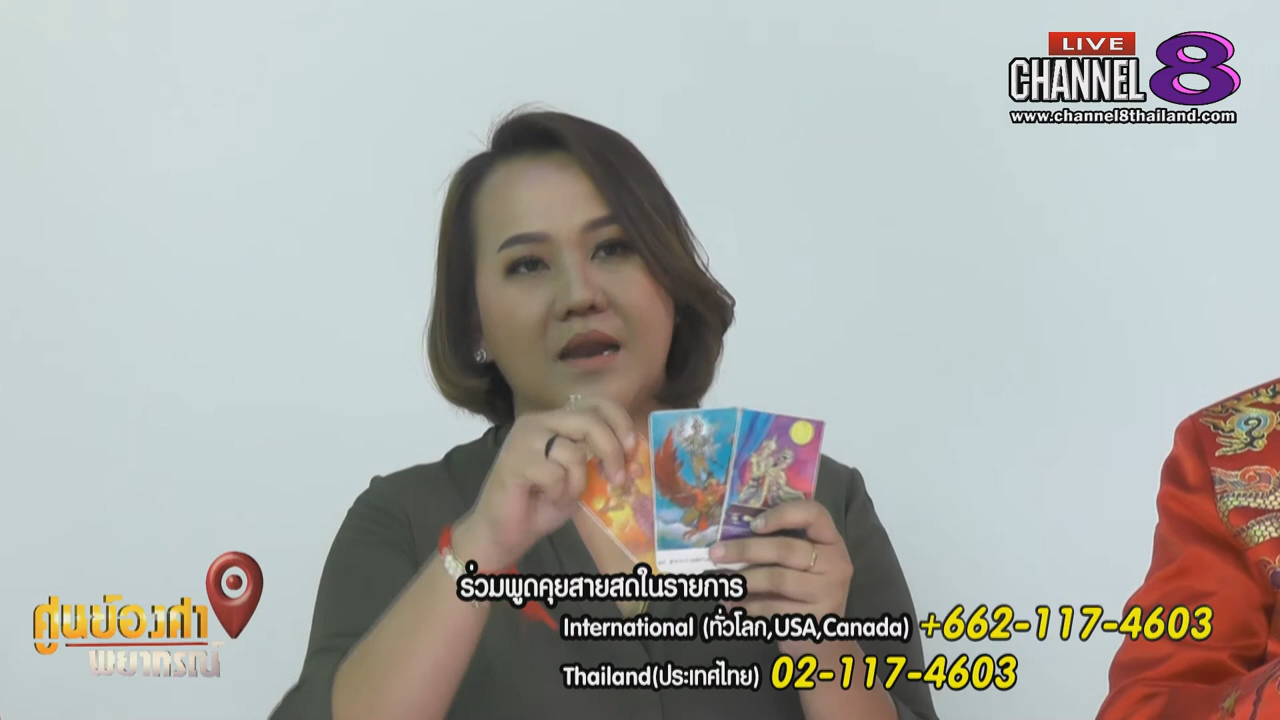 LIVE
CHANNEL 8
www.channel8thailand.com
ศูนย์องศา
พยากรณ์
ร่วมพูดคุยสายสดในรายการ
International (ทั่วโลก,USA,Canada) +662-117-4603
Thailand(ประเทศไทย) 02-117-4603